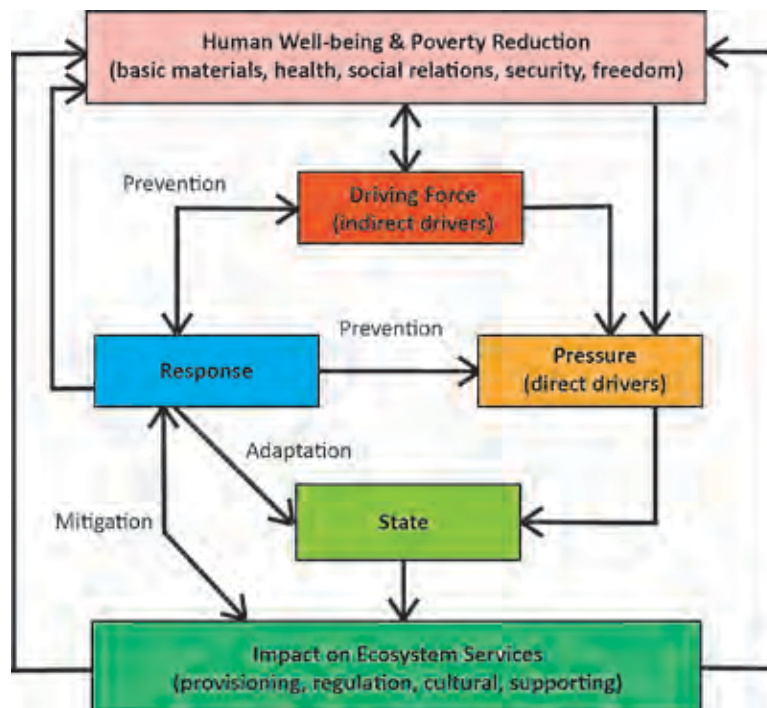 Human Well-being & Poverty Reduction
(basic materials, health, social relations, security, freedom)
Prevention
Driving Force
(indirect drivers)
Prevention
Response
Pressure
(direct drivers)
Adaptation
Mitigation
State
Impact on Ecosystem Services
(provisioning, regulation, cultural, supporting)